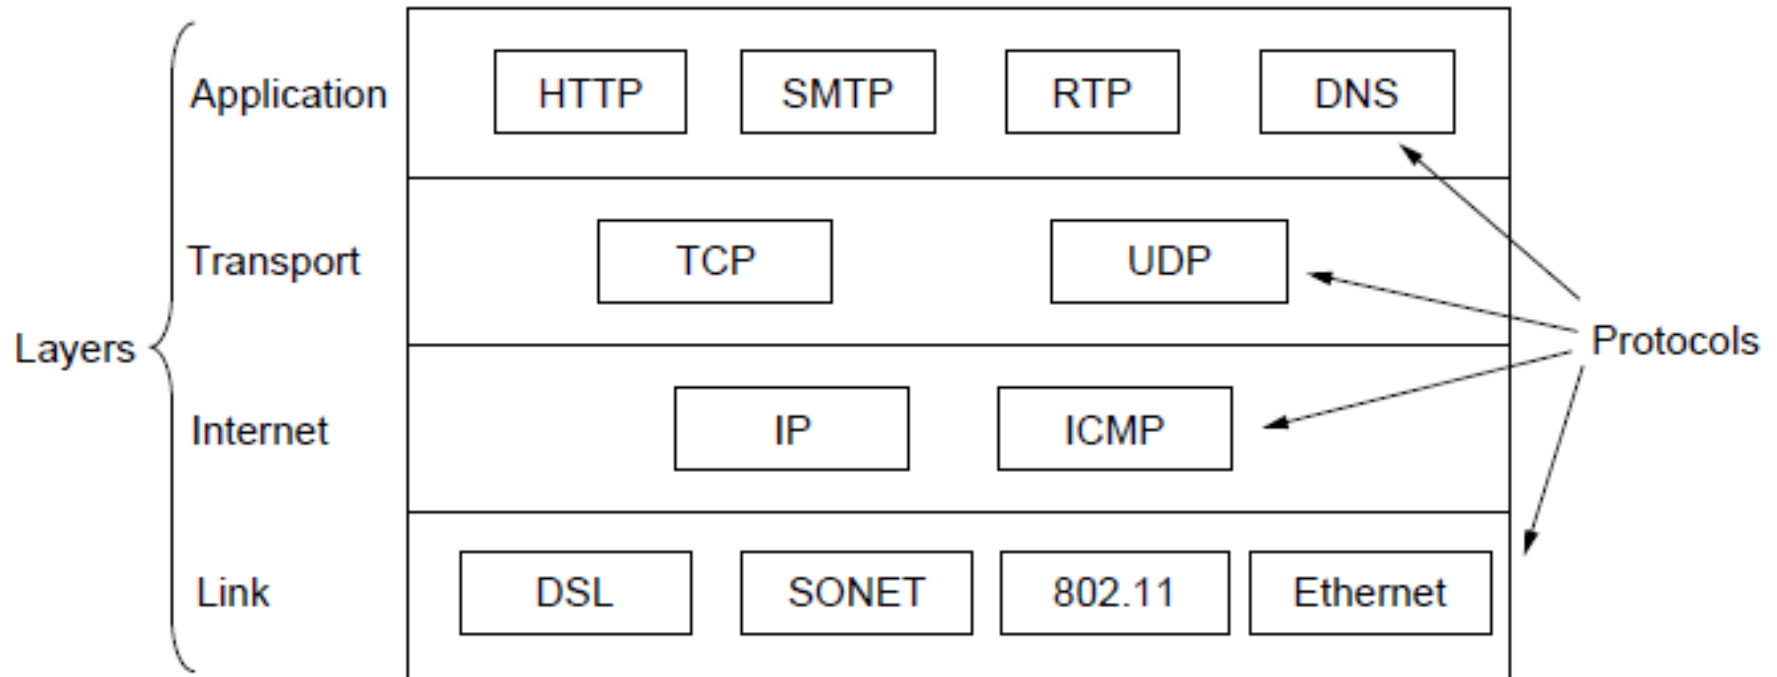 Layers
Application
HTTP
SMTP
RTP
DNS
Transport
TCP
UDP
Protocols
Internet
IP
ICMP
Link
DSL
SONET
802.11
Ethernet